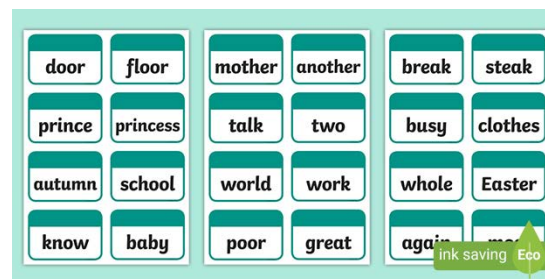 door floor
prince princess
autumn school
know baby
mother another
talk two
world work
poor great
break steak
busy clothes
whole Easter
again
ink saving Eco